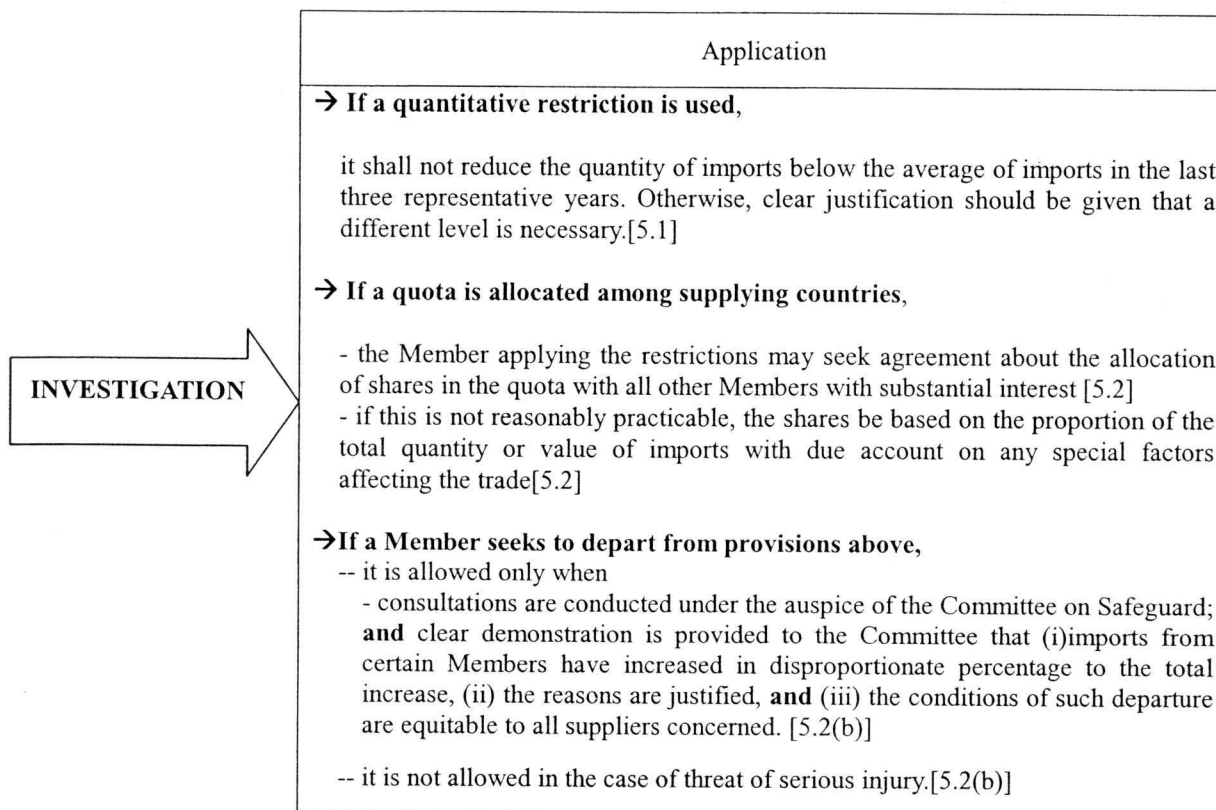 Application
→ If a quantitative restriction is used,
it shall not reduce the quantity of imports below the average of imports in the last
three representative years. Otherwise, clear justification should be given that a
different level is necessary.[5.1]
→ If a quota is allocated among supplying countries,
- the Member applying the restrictions may seek agreement about the allocation
of shares in the quota with all other Members with substantial interest [5.2]
- if this is not reasonably practicable, the shares be based on the proportion of the
total quantity or value of imports with due account on any special factors
affecting the trade[5.2]
INVESTIGATION
→If a Member seeks to depart from provisions above,
-- it is allowed only when
- consultations are conducted under the auspice of the Committee on Safeguard;
and clear demonstration is provided to the Committee that (i)imports from
certain Members have increased in disproportionate percentage to the total
increase, (ii) the reasons are justified, and (iii) the conditions of such departure
are equitable to all suppliers concerned. [5.2(b)]
-- it is not allowed in the case of threat of serious injury.[5.2(b)]